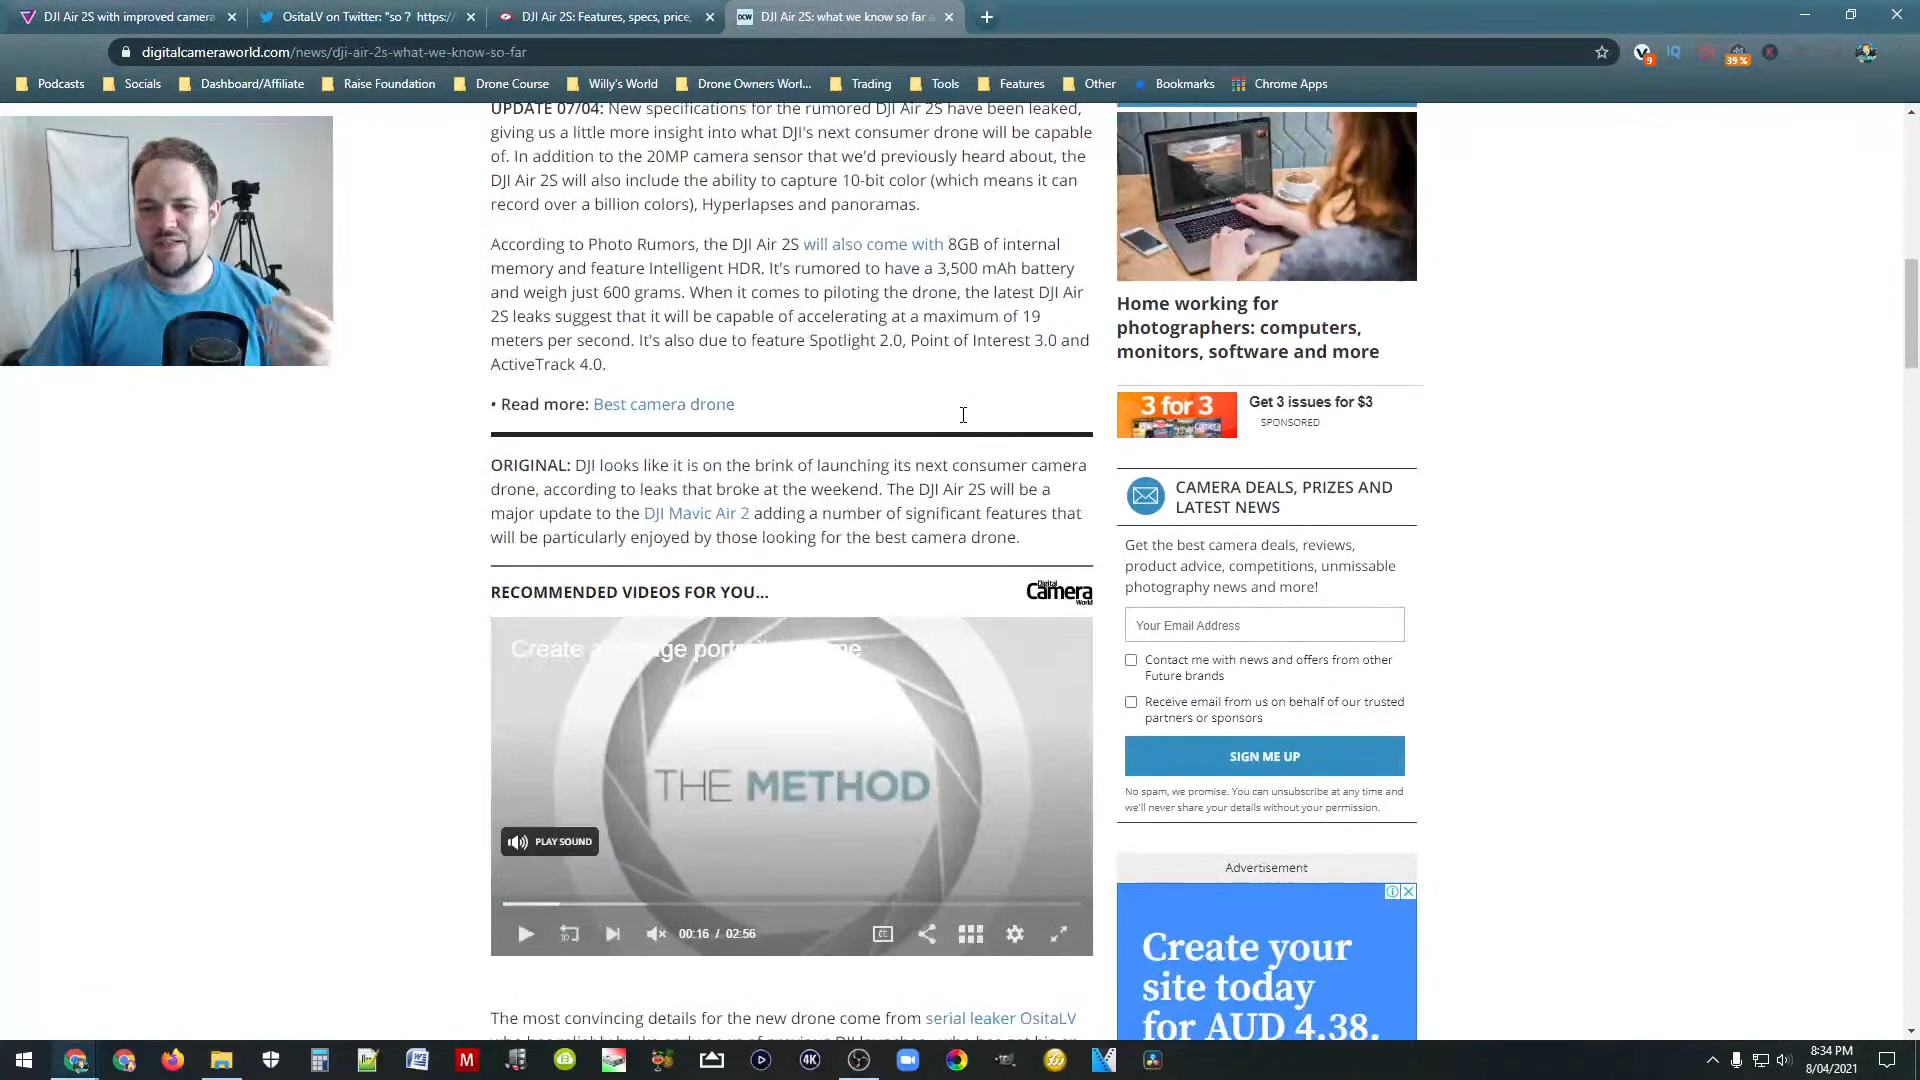 DJI Air 2S with improved camera
OsitaLV on Twitter: "so ? https:/
DJI Air 2S: Features, specs, price,
DCW
DJI Air 2S: what we know so far
digitalcameraworld.com/news/dji-air-2s-what-we-know-so-far
9
IQ
39 %
K
Podcasts
Socials
Dashboard/Affiliate
Raise Foundation
Drone Course
Willy's World
Drone Owners Worl...
Trading
Tools
Features
Other
Bookmarks
Chrome Apps
UPDATE 07/04: New specifications for the rumored DJI Air 2S have been leaked,
giving us a little more insight into what DJI's next consumer drone will be capable
of. In addition to the 20MP camera sensor that we'd previously heard about, the
DJI Air 2S will also include the ability to capture 10-bit color (which means it can
record over a billion colors), Hyperlapses and panoramas.
According to Photo Rumors, the DJI Air 2S will also come with 8GB of internal
memory and feature Intelligent HDR. It's rumored to have a 3,500 mAh battery
and weigh just 600 grams. When it comes to piloting the drone, the latest DJI Air
2S leaks suggest that it will be capable of accelerating at a maximum of 19
meters per second. It's also due to feature Spotlight 2.0, Point of Interest 3.0 and
ActiveTrack 4.0.
• Read more: Best camera drone
ORIGINAL: DJI looks like it is on the brink of launching its next consumer camera
drone, according to leaks that broke at the weekend. The DJI Air 2S will be a
major update to the DJI Mavic Air 2 adding a number of significant features that
will be particularly enjoyed by those looking for the best camera drone.
RECOMMENDED VIDEOS FOR YOU...
Digital
Camera
World
Create a
THE METHOD
PLAY SOUND
10
00:16 / 02:56
CC
The most convincing details for the new drone come from serial leaker OsitaLV
Home working for
photographers: computers,
monitors, software and more
3 for 3
Get 3 issues for $3
SPONSORED
CAMERA DEALS, PRIZES AND
LATEST NEWS
Get the best camera deals, reviews,
product advice, competitions, unmissable
photography news and more!
Your Email Address
Contact me with news and offers from other
Future brands
Receive email from us on behalf of our trusted
partners or sponsors
SIGN ME UP
No spam, we promise. You can unsubscribe at any time and
we'll never share your details without your permission.
Advertisement
Create your
site today
for AUD 4.38.
M
4K
8:34 PM
8/04/2021